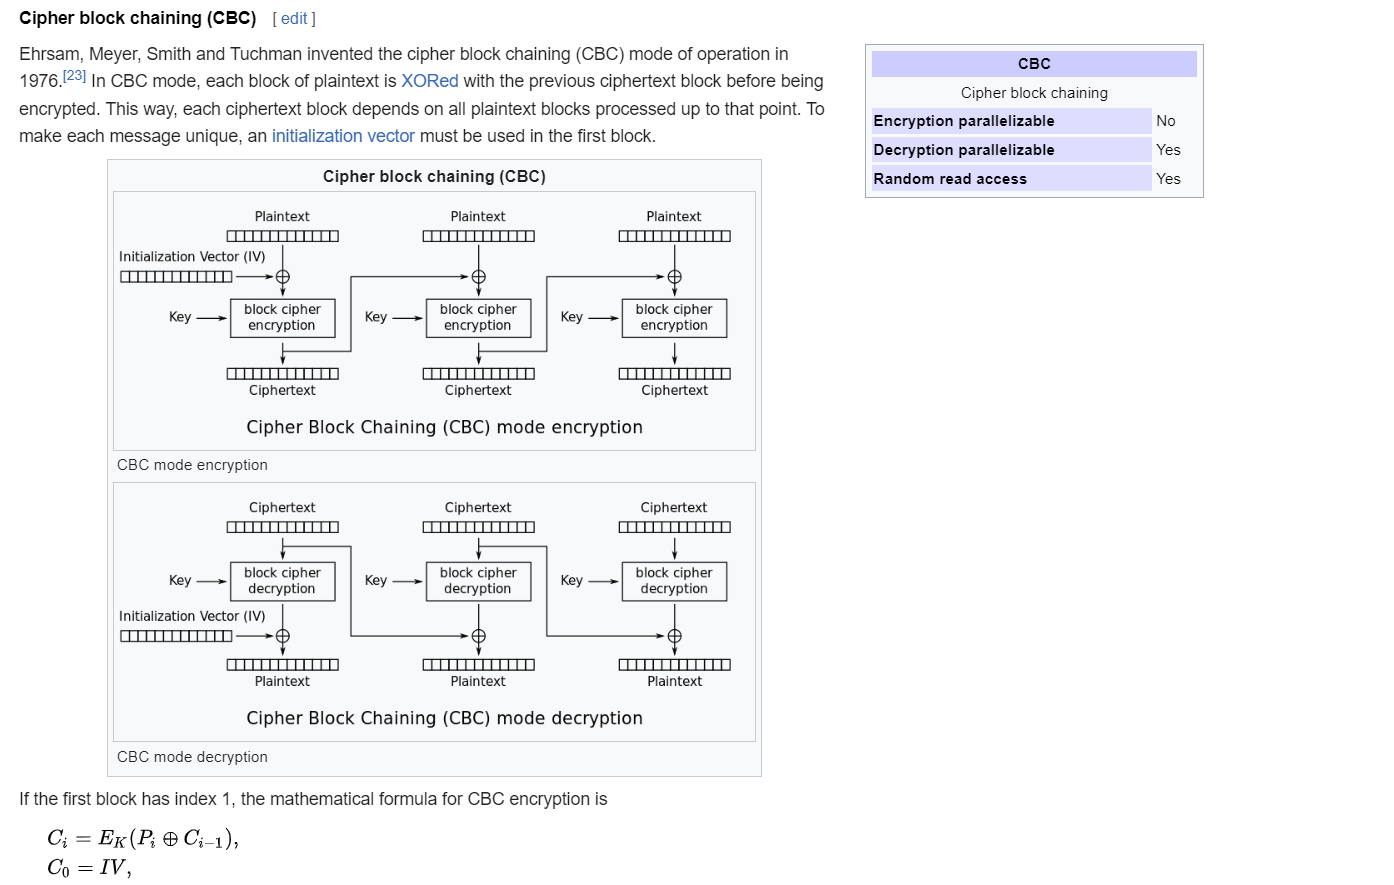 Cipher block chaining (CBC) [ edit ]
Ehrsam, Meyer, Smith and Tuchman invented the cipher block chaining (CBC) mode of operation in
1976.[23] In CBC mode, each block of plaintext is XORed with the previous ciphertext block before being
encrypted. This way, each ciphertext block depends on all plaintext blocks processed up to that point. To
make each message unique, an initialization vector must be used in the first block.
CBC
Cipher block chaining
Encryption parallelizable No
Decryption parallelizable Yes
Random read access Yes
Cipher block chaining (CBC)
Plaintext Plaintext Plaintext
Initialization Vector (IV)
Key block cipher encryption Key block cipher encryption Key block cipher encryption
Ciphertext Ciphertext Ciphertext
Cipher Block Chaining (CBC) mode encryption
CBC mode encryption
Ciphertext Ciphertext Ciphertext
Key block cipher decryption Key block cipher decryption Key block cipher decryption
Initialization Vector (IV)
Plaintext Plaintext Plaintext
Cipher Block Chaining (CBC) mode decryption
CBC mode decryption
If the first block has index 1, the mathematical formula for CBC encryption is
C_i = E_K(P_i ⊕ C_{i−1}),
C_0 = IV,